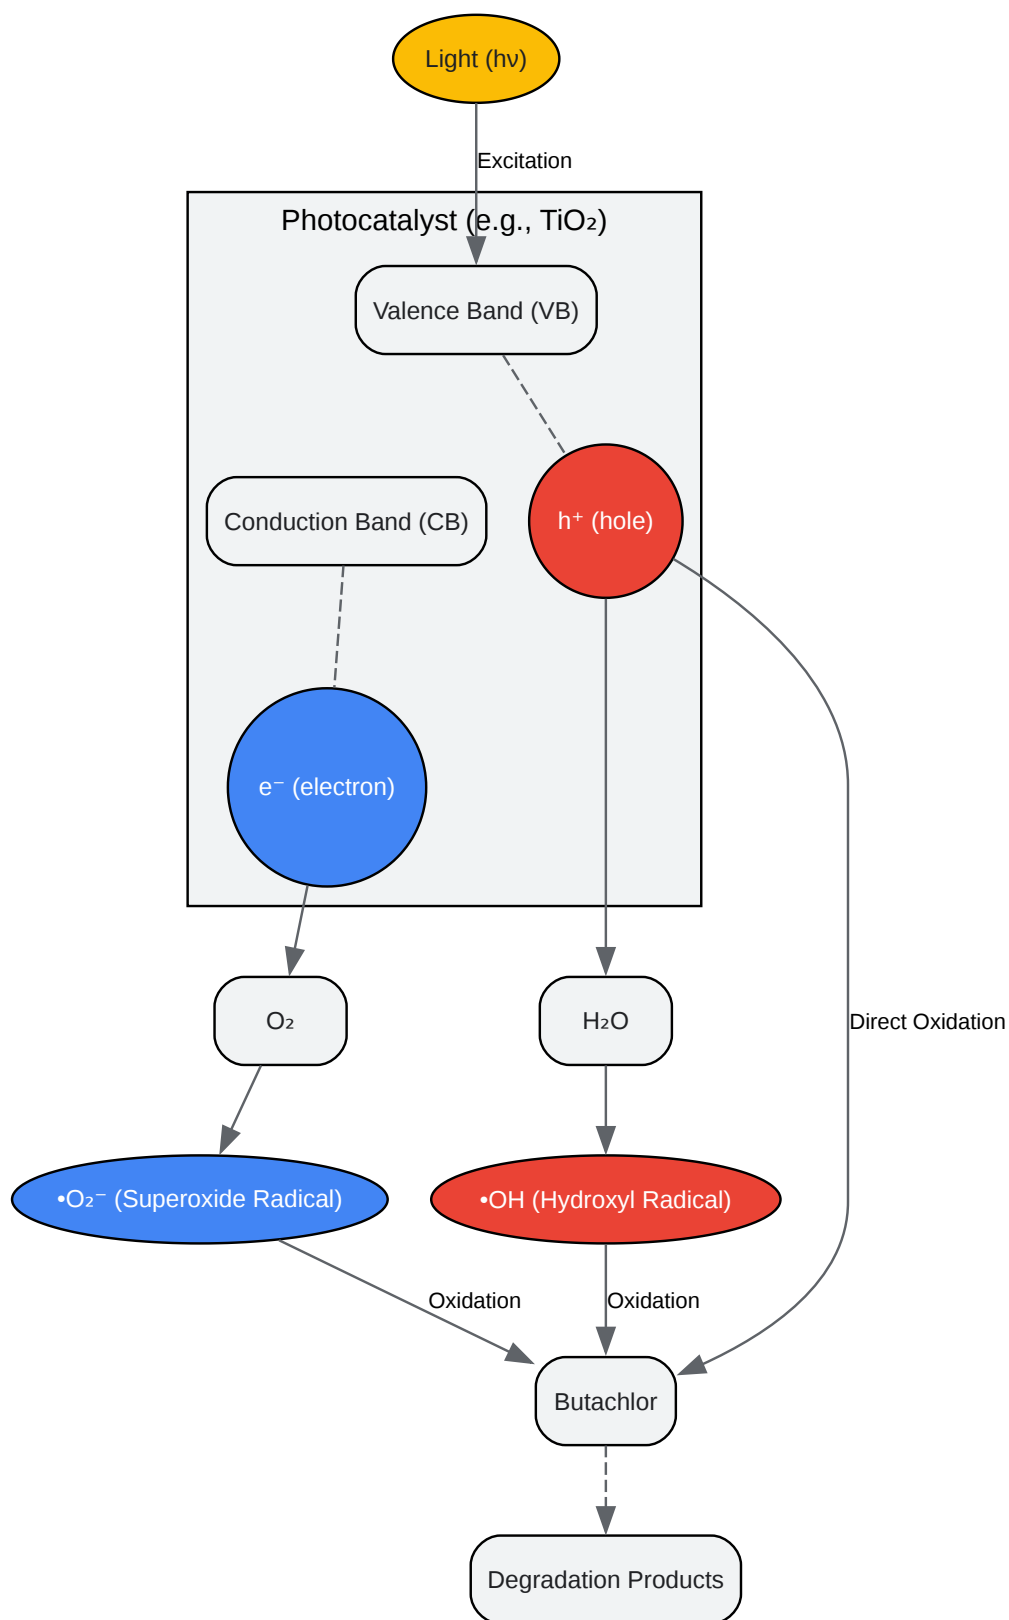 Light (hν)
Excitation
Photocatalyst (e.g., TiO₂)
Valence Band (VB)
Conduction Band (CB)
h⁺ (hole)
e⁻ (electron)
O₂
H₂O
Direct Oxidation
•O₂⁻ (Superoxide Radical)
•OH (Hydroxyl Radical)
Oxidation
Oxidation
Butachlor
Degradation Products